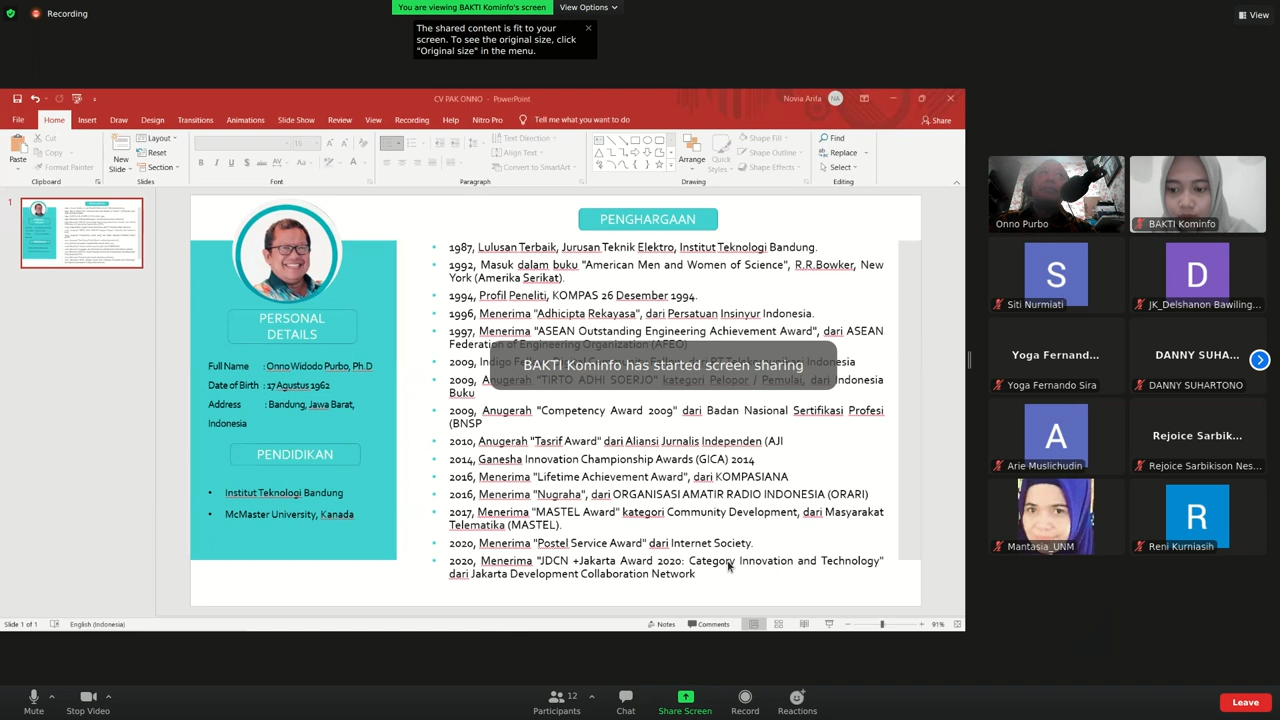 Recording
You are viewing BAKTI Kominfo's screen
View Options
View
The shared content is fit to your
screen. To see the original size, click
"Original size" in the menu.
CV PAK ONNO - PowerPoint
Novia Arifa
NA
File
Home
Insert
Draw
Design
Transitions
Animations
Slide Show
Review
View
Recording
Help
Nitro Pro
Tell me what you want to do
Share
Paste
Cut
Copy
Format Painter
Clipboard
New
Slide
Layout
Reset
Section
Slides
Font
Text Direction
Align Text
Convert to SmartArt
Paragraph
Arrange
Quick
Styles
Shape Fill
Shape Outline
Shape Effects
Drawing
Find
Replace
Select
Editing
1
PERSONAL
DETAILS
Full Name : Onno Widodo Purbo, Ph.D
Date of Birth : 17 Agustus 1962
Address : Bandung, Jawa Barat,
Indonesia
PENDIDIKAN
• Institut Teknologi Bandung
• McMaster University, Kanada
PENGHARGAAN
• 1987, Lulusan Terbaik, Jurusan Teknik Elektro, Institut Teknologi Bandung.
• 1992, Masuk dalam buku "American Men and Women of Science", R.R.Bowker, New
York (Amerika Serikat).
• 1994, Profil Peneliti, KOMPAS 26 Desember 1994.
• 1996, Menerima "Adhicipta Rekayasa", dari Persatuan Insinyur Indonesia.
• 1997, Menerima "ASEAN Outstanding Engineering Achievement Award", dari ASEAN
Federation of Engineering Organization (AFEO)
• 2009, Indigo Indonesia
• 2009, Anugerah "TIRTO ADHI SOERJO" kategori Pelopor / Pemulai, dari Indonesia
Buku
• 2009, Anugerah "Competency Award 2009" dari Badan Nasional Sertifikasi Profesi
(BNSP
• 2010, Anugerah "Tasrif Award" dari Aliansi Jurnalis Independen (AJI
• 2014, Ganesha Innovation Championship Awards (GICA) 2014
• 2016, Menerima "Lifetime Achievement Award", dari KOMPASIANA
• 2016, Menerima "Nugraha", dari ORGANISASI AMATIR RADIO INDONESIA (ORARI)
• 2017, Menerima "MASTEL Award" kategori Community Development, dari Masyarakat
Telematika (MASTEL).
• 2020, Menerima "Postel Service Award" dari Internet Society.
• 2020, Menerima "JDCN +Jakarta Award 2020: Category Innovation and Technology"
dari Jakarta Development Collaboration Network
BAKTI Kominfo has started screen sharing
Slide 1 of 1
English (Indonesia)
Notes
Comments
91%
Onno Purbo
BAKTI Kominfo
S
Siti Nurmiati
D
JK_Delshanon Bawiling...
Yoga Fernand...
Yoga Fernando Sira
DANNY SUHA...
DANNY SUHARTONO
A
Arie Muslichudin
Rejoice Sarbik...
Rejoice Sarbikison Nes...
Mantasia_UNM
R
Reni Kurniasih
Mute
Stop Video
12
Participants
Chat
Share Screen
Record
Reactions
Leave